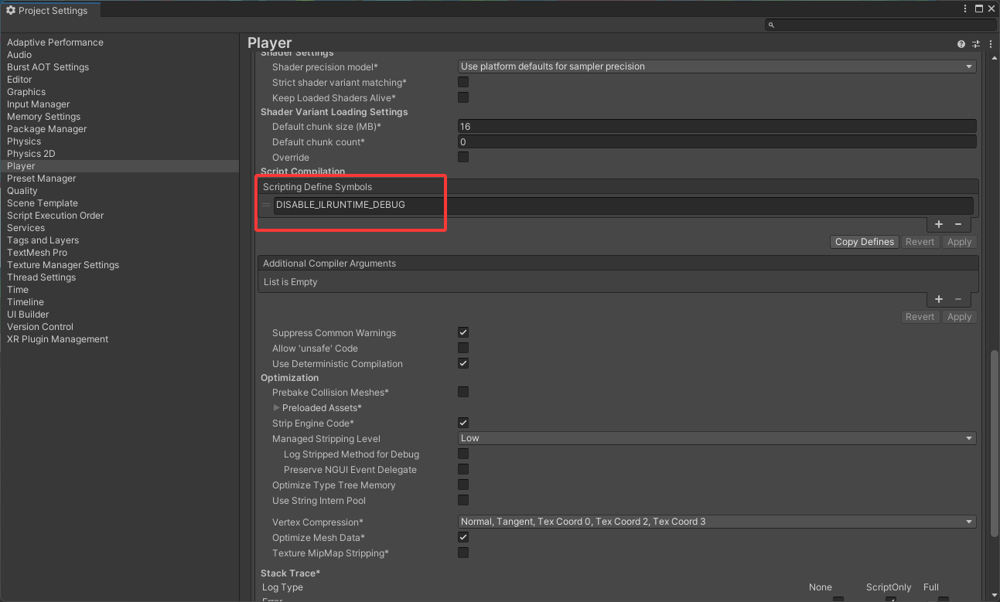 Project Settings
Adaptive Performance
Audio
Burst AOT Settings
Editor
Graphics
Input Manager
Memory Settings
Package Manager
Physics
Physics 2D
Player
Preset Manager
Quality
Scene Template
Script Execution Order
Services
Tags and Layers
TextMesh Pro
Texture Manager Settings
Thread Settings
Time
Timeline
UI Builder
Version Control
XR Plugin Management
Player
Shader Settings
Shader precision model* Use platform defaults for sampler precision
Strict shader variant matching*
Keep Loaded Shaders Alive*
Shader Variant Loading Settings
Default chunk size (MB)* 16
Default chunk count* 0
Override
Script Compilation
Scripting Define Symbols
DISABLE_ILRUNTIME_DEBUG
+ −
Copy Defines Revert Apply
Additional Compiler Arguments
List is Empty
+ −
Revert Apply
Suppress Common Warnings
Allow 'unsafe' Code
Use Deterministic Compilation
Optimization
Prebake Collision Meshes*
Preloaded Assets*
Strip Engine Code*
Managed Stripping Level Low
Log Stripped Method for Debug
Preserve NGUI Event Delegate
Optimize Type Tree Memory
Use String Intern Pool
Vertex Compression* Normal, Tangent, Tex Coord 0, Tex Coord 2, Tex Coord 3
Optimize Mesh Data*
Texture MipMap Stripping*
Stack Trace*
Log Type None ScriptOnly Full
Error